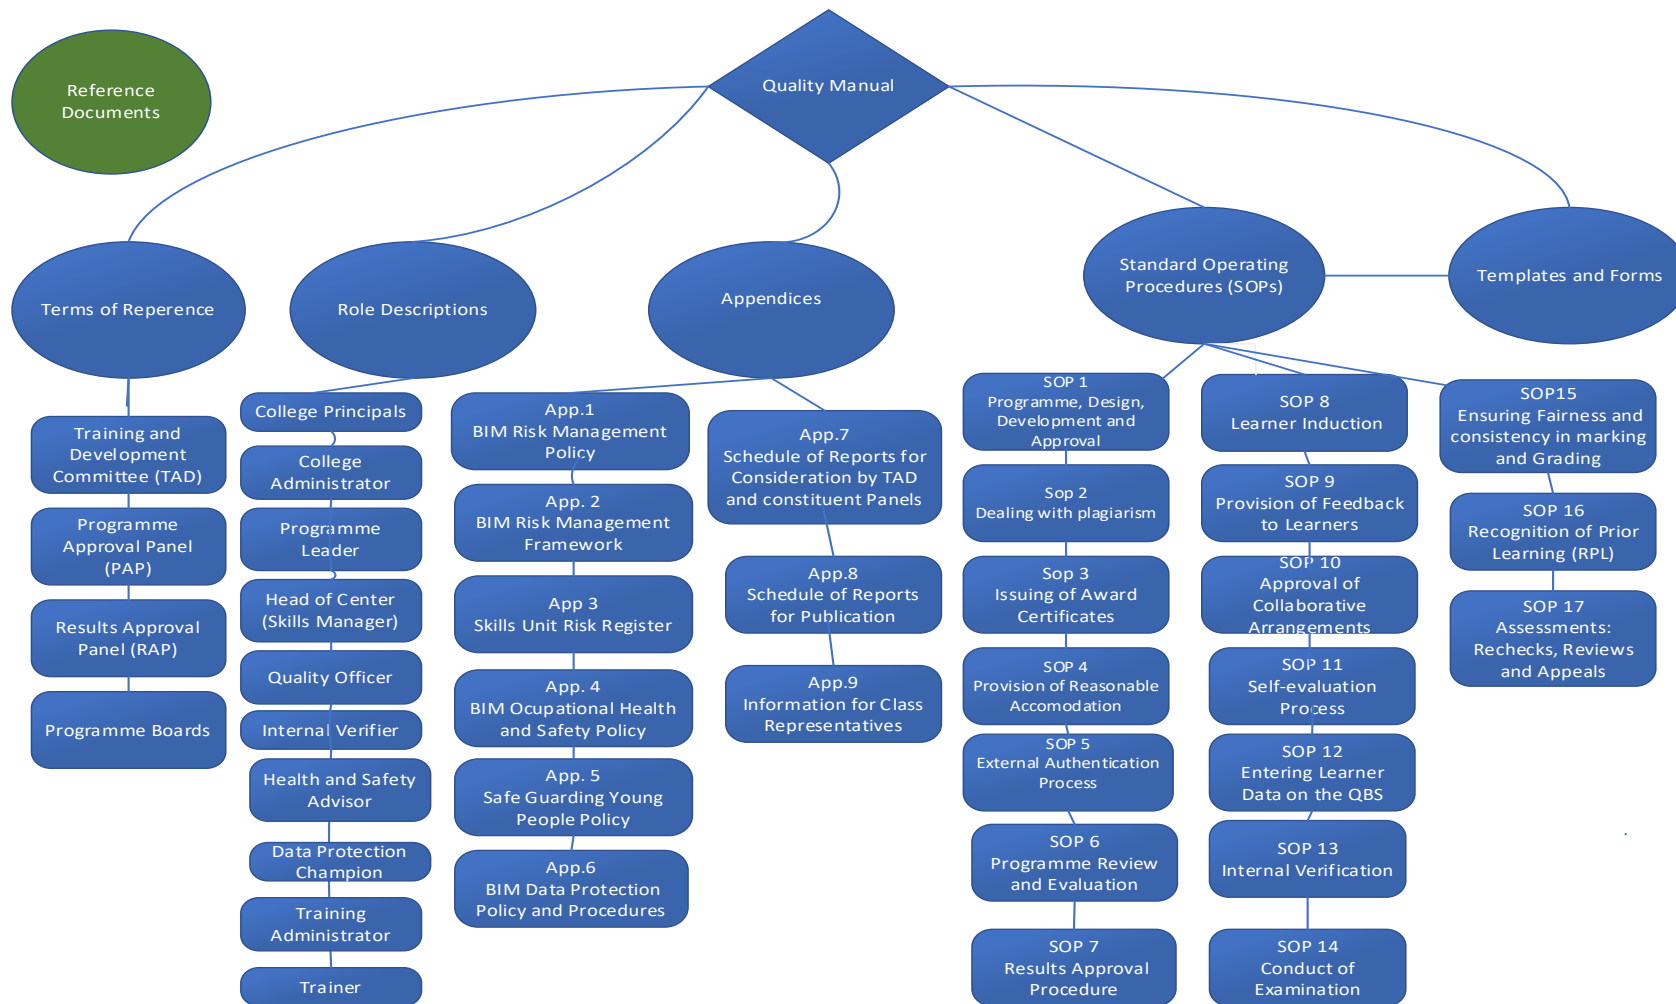 Reference
Documents
Quality Manual
Terms of Reperence
Role Descriptions
Appendices
Standard Operating
Procedures (SOPs)
Templates and Forms
Training and
Development
Committee (TAD)
Programme
Approval Panel
(PAP)
Results Approval
Panel (RAP)
Programme Boards
College Principals
College
Administrator
Programme
Leader
Head of Center
(Skills Manager)
Quality Officer
Internal Verifier
Health and Safety
Advisor
Data Protection
Champion
Training
Administrator
Trainer
App.1
BIM Risk Management
Policy
App. 2
BIM Risk Management
Framework
App 3
Skills Unit Risk Register
App. 4
BIM Ocupational Health
and Safety Policy
App. 5
Safe Guarding Young
People Policy
App.6
BIM Data Protection
Policy and Procedures
App.7
Schedule of Reports for
Consideration by TAD
and constituent Panels
App.8
Schedule of Reports
for Publication
App.9
Information for Class
Representatives
SOP 1
Programme, Design,
Development and
Approval
Sop 2
Dealing with plagiarism
Sop 3
Issuing of Award
Certificates
SOP 4
Provision of Reasonable
Accomodation
SOP 5
External Authentication
Process
SOP 6
Programme Review
and Evaluation
SOP 7
Results Approval
Procedure
SOP 8
Learner Induction
SOP 9
Provision of Feedback
to Learners
SOP 10
Approval of
Collaborative
Arrangements
SOP 11
Self-evaluation
Process
SOP 12
Entering Learner
Data on the QBS
SOP 13
Internal Verification
SOP 14
Conduct of
Examination
SOP15
Ensuring Fairness and
consistency in marking
and Grading
SOP 16
Recognition of Prior
Learning (RPL)
SOP 17
Assessments:
Rechecks, Reviews
and Appeals